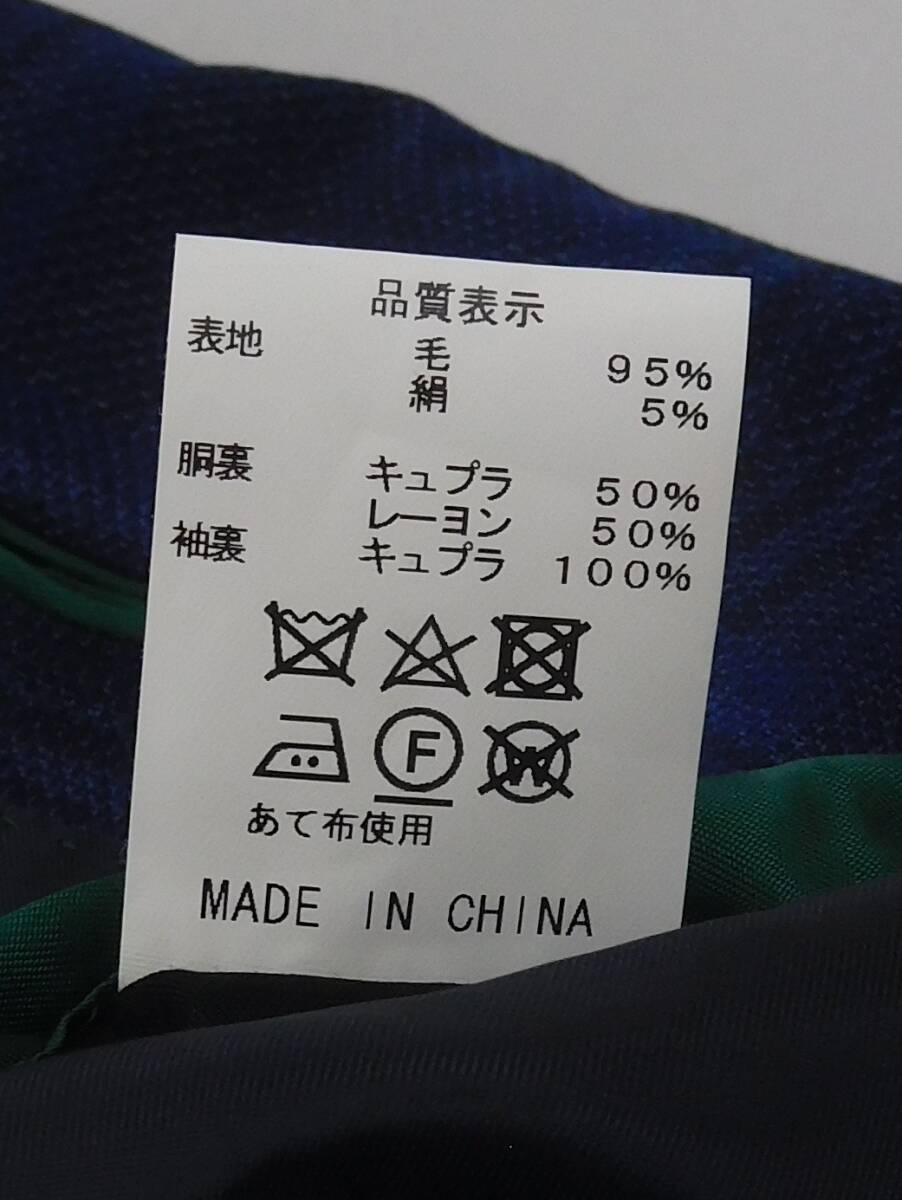 品質表示
表地 毛 95%
絹 5%
胴裏 キュプラ 50%
レーヨン 50%
袖裏 キュプラ 100%
F W
あて布使用
MADE IN CHINA